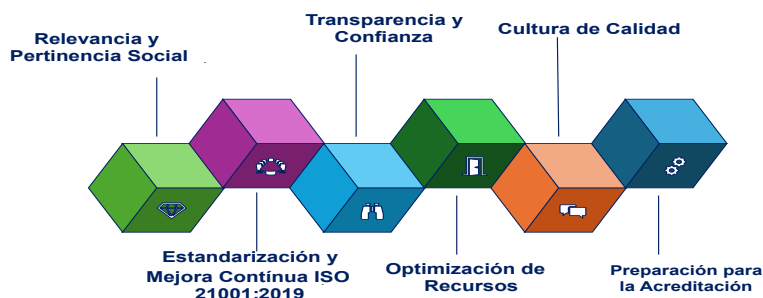 Relevancia y
Pertinencia Social
Transparencia y
Confianza
Cultura de Calidad
Estandarización y
Mejora Contínua ISO
21001:2019
Optimización de
Recursos
Preparación para
la Acreditación